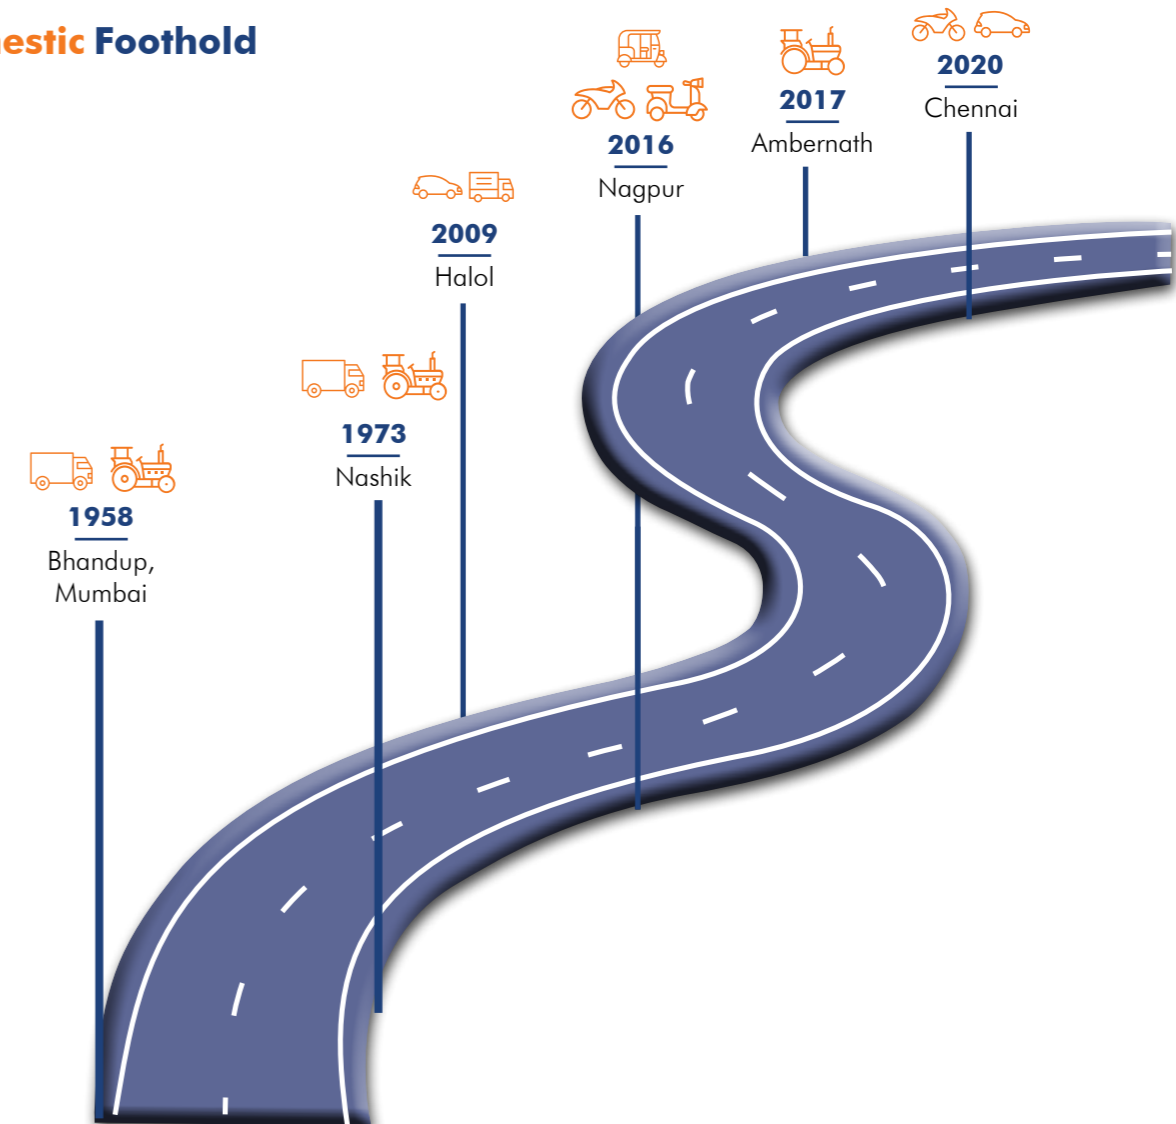 estic Foothold
2020
Chennai
2017
Ambernath
2016
Nagpur
2009
Halol
1973
Nashik
1958
Bhandup,
Mumbai